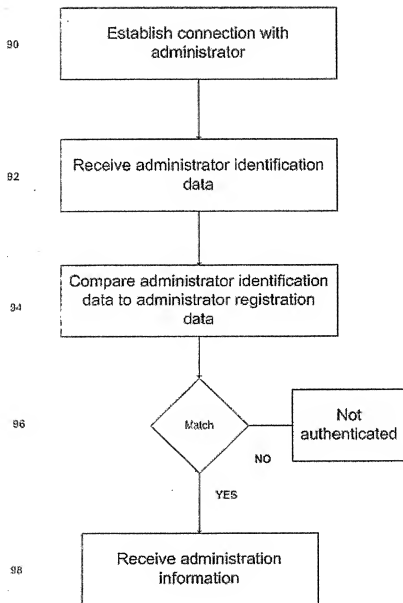 90
Establish connection with
administrator
92
Receive administrator identification
data
94
Compare administrator identification
data to administrator registration
data
96
Match
Not
authenticated
NO
YES
98
Receive administration
information